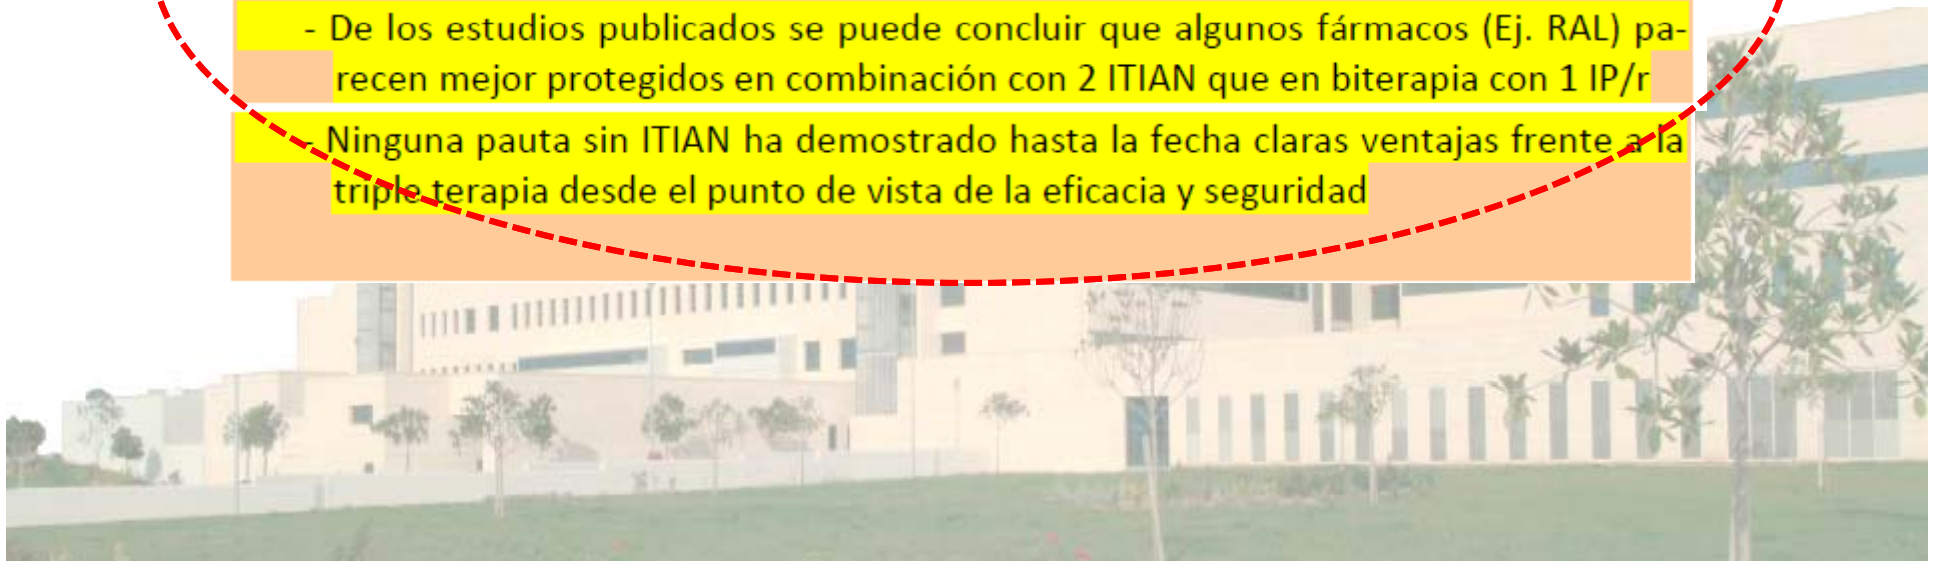 - De los estudios publicados se puede concluir que algunos fármacos (Ej. RAL) pa-
recen mejor protegidos en combinación con 2 ITIAN que en biterapia con 1 IP/r
- Ninguna pauta sin ITIAN ha demostrado hasta la fecha claras ventajas frente a la
triple terapia desde el punto de vista de la eficacia y seguridad